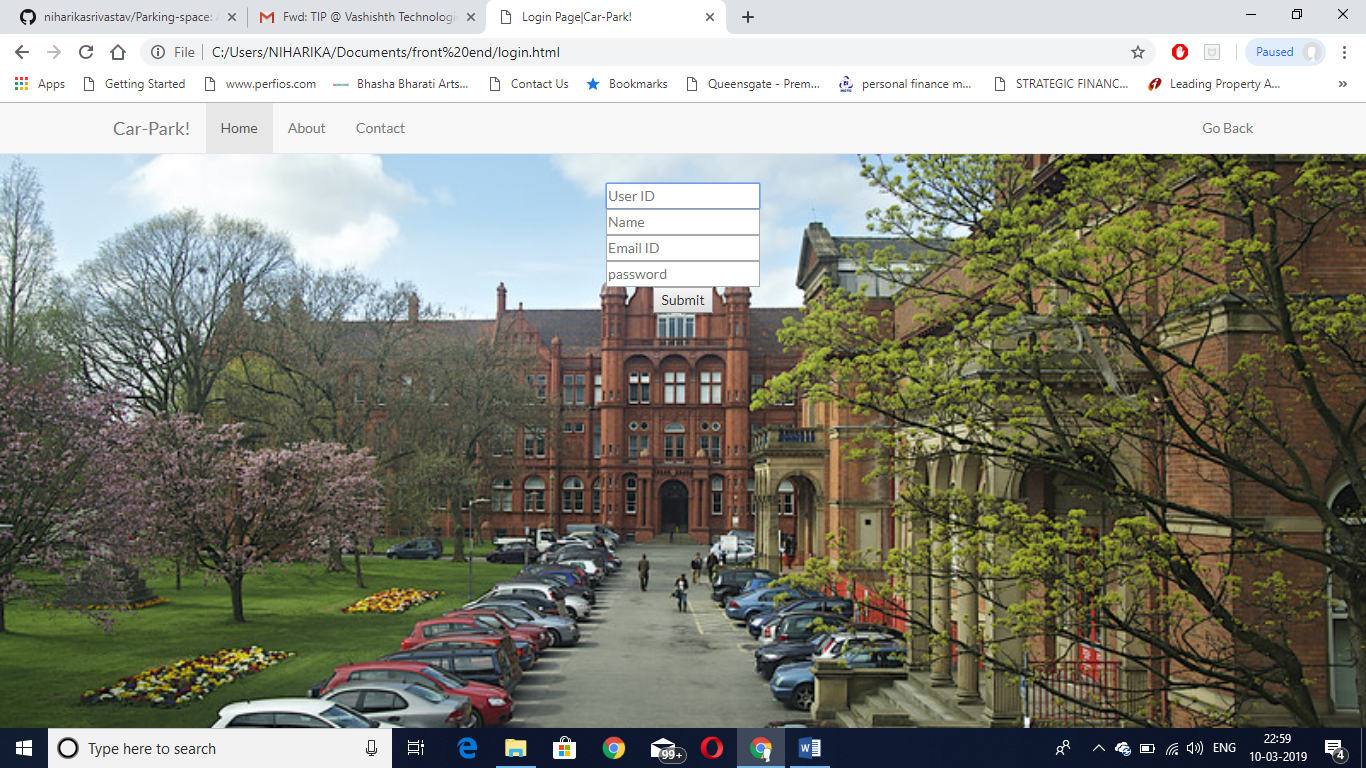 niharikasrivastav/Parking-space: A
Fwd: TIP @ Vashishth Technologi
Login Page|Car-Park!
File
C:/Users/NIHARIKA/Documents/front%20end/login.html
Paused
Apps
Getting Started
www.perfios.com
Bhasha Bharati Arts...
Contact Us
Bookmarks
Queensgate - Prem...
personal finance m...
STRATEGIC FINANC...
Leading Property A...
»
Car-Park!
Home
About
Contact
Go Back
User ID
Name
Email ID
password
Submit
Type here to search
99+
ENG
22:59
10-03-2019
4